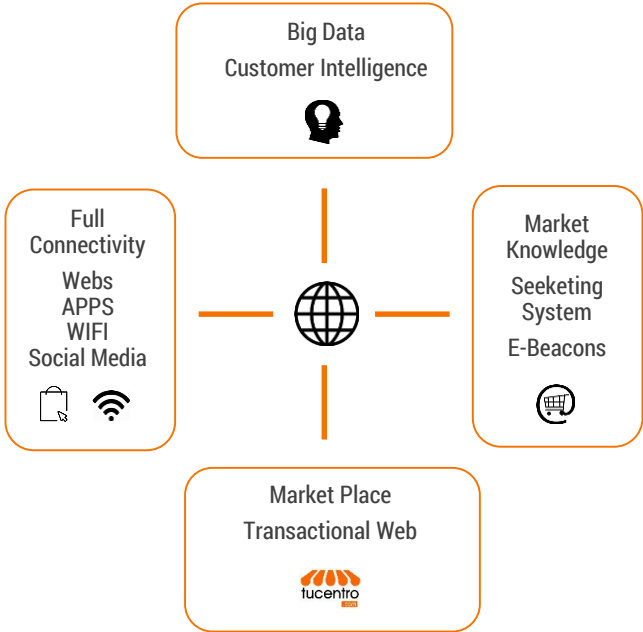 Big Data
Customer Intelligence
Full
Connectivity
Webs
APPS
WIFI
Social Media
Market
Knowledge
Seeketing
System
E-Beacons
Market Place
Transactional Web
tucentro
.com